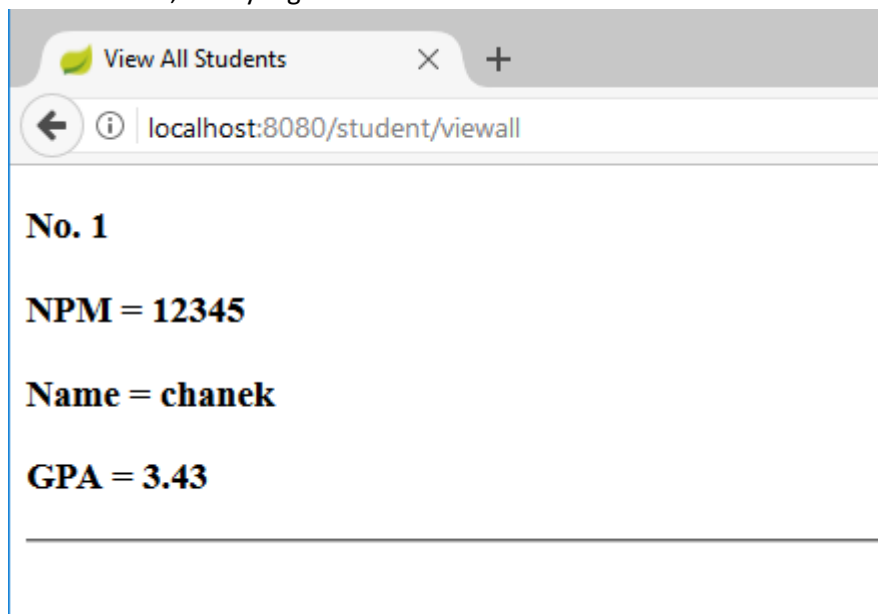 View All Students
localhost:8080/student/viewall
No. 1
NPM = 12345
Name = chanek
GPA = 3.43